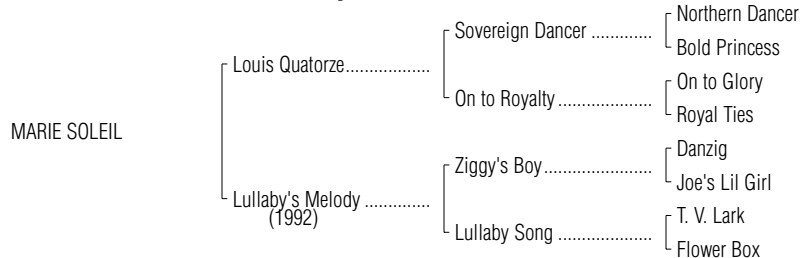 Northern Dancer
Sovereign Dancer .............
Bold Princess
Louis Quatorze..................
On to Glory
On to Royalty ....................
Royal Ties
MARIE SOLEIL
Danzig
Ziggy's Boy.......................
Joe's Lil Girl
Lullaby's Melody ..............
(1992)
T. V. Lark
Lullaby Song ....................
Flower Box